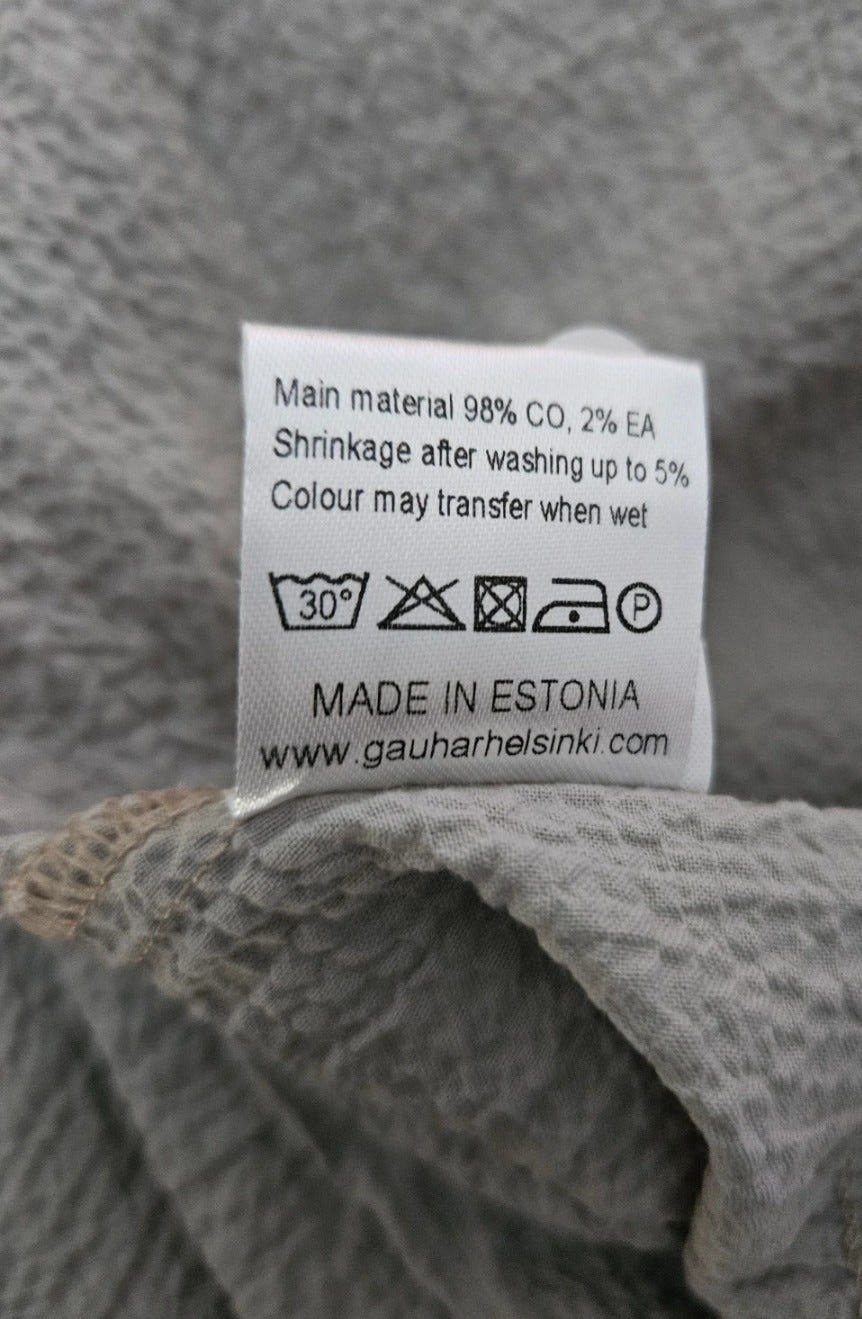 Main material 98% CO, 2% EA
Shrinkage after washing up to 5%
Colour may transfer when wet
30° P
MADE IN ESTONIA
www.gauharhelsinki.com